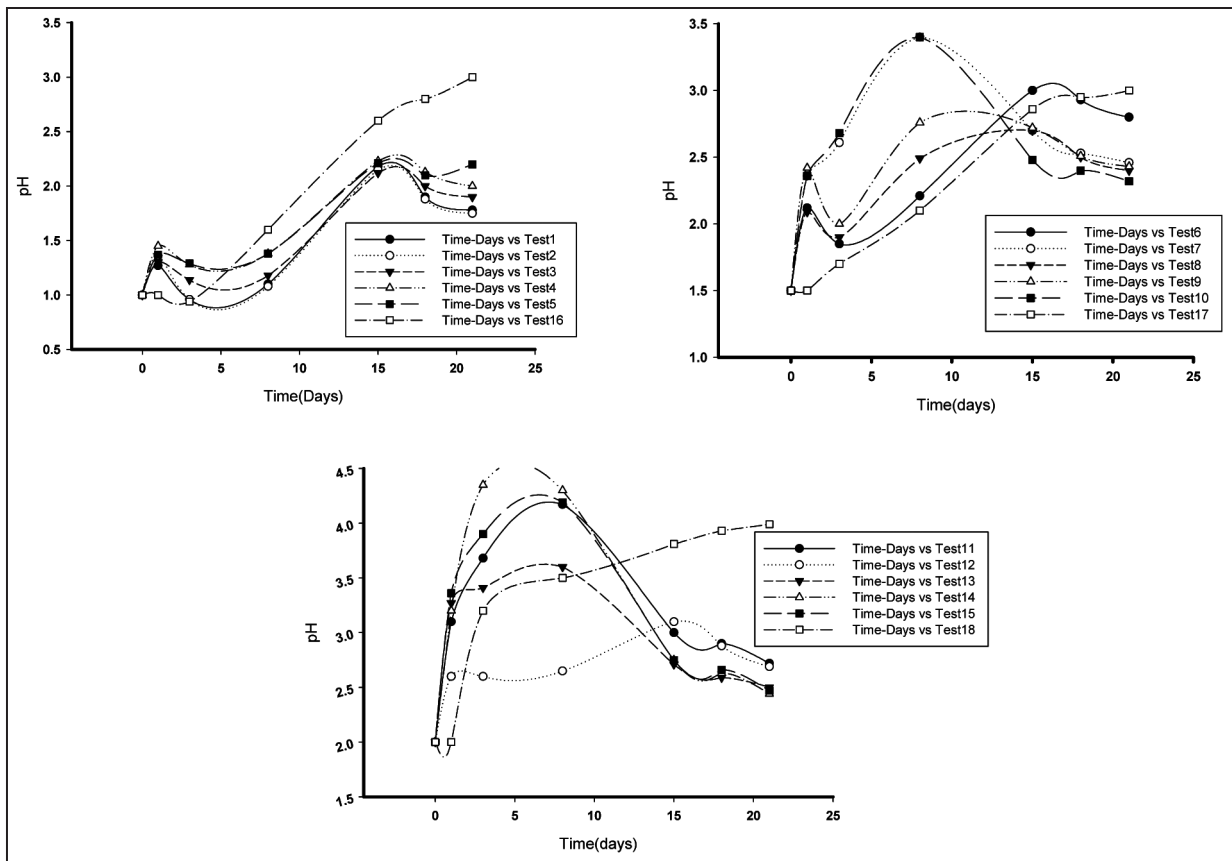 3.5
3.0
2.5
2.0
1.5
1.0
0.5
pH
0 5 10 15 20 25
Time(Days)
Time-Days vs Test1
Time-Days vs Test2
Time-Days vs Test3
Time-Days vs Test4
Time-Days vs Test5
Time-Days vs Test16
3.5
3.0
2.5
2.0
1.5
1.0
pH
0 5 10 15 20 25
Time(days)
Time-Days vs Test6
Time-Days vs Test7
Time-Days vs Test8
Time-Days vs Test9
Time-Days vs Test10
Time-Days vs Test17
4.5
4.0
3.5
3.0
2.5
2.0
1.5
pH
0 5 10 15 20 25
Time(days)
Time-Days vs Test11
Time-Days vs Test12
Time-Days vs Test13
Time-Days vs Test14
Time-Days vs Test15
Time-Days vs Test18